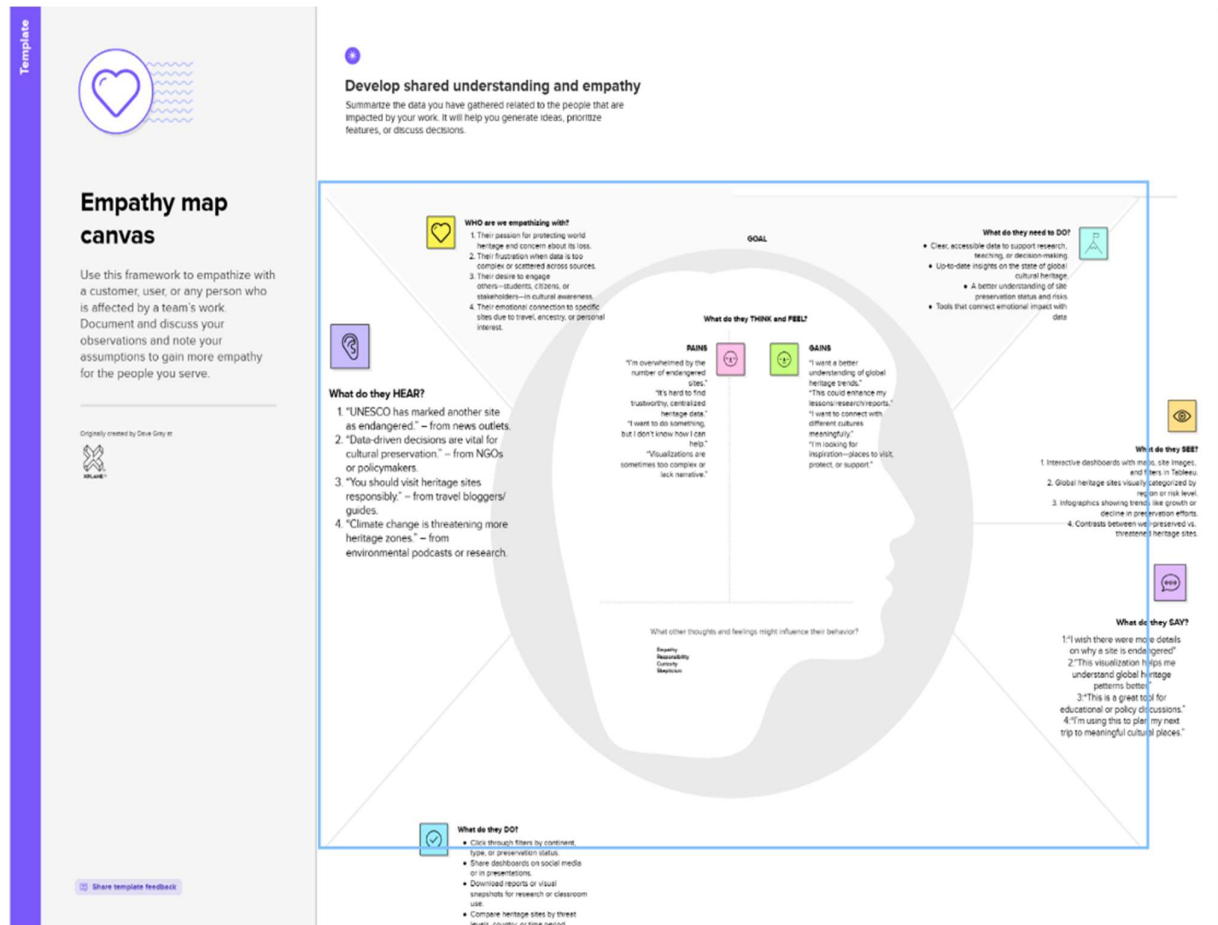 Template
Empathy map
canvas
Use this framework to empathize with
a customer, user, or any person who
is affected by a team's work.
Document and discuss your
observations and note your
assumptions to gain more empathy
for the people you serve.
Originally created by Dave Gray at
XPLANE
Share template feedback
Develop shared understanding and empathy
Summarize the data you have gathered related to the people that are
impacted by your work. It will help you generate ideas, prioritize
features, or discuss decisions.
WHO are we empathizing with?
1. Their passion for protecting world
heritage and concern about its loss.
2. Their frustration when data is too
complex or scattered across sources.
3. Their desire to engage
others—students, citizens, or
stakeholders—in cultural awareness.
4. Their emotional connection to specific
sites due to travel, ancestry, or personal
interest.
GOAL
What do they need to DO?
• Clear, accessible data to support research,
teaching, or decision-making.
• Up-to-date insights on the state of global
cultural heritage.
• A better understanding of site
preservation status and risks.
• Tools that connect emotional impact with
data
What do they HEAR?
1. "UNESCO has marked another site
as endangered." – from news outlets.
2. "Data-driven decisions are vital for
cultural preservation." – from NGOs
or policymakers.
3. "You should visit heritage sites
responsibly." – from travel bloggers/
guides.
4. "Climate change is threatening more
heritage zones." – from
environmental podcasts or research.
What do they THINK and FEEL?
PAINS
"I'm overwhelmed by the
number of endangered
sites."
"It's hard to find
trustworthy, centralized
heritage data."
"I want to do something,
but I don't know how I can
help."
"Visualizations are
sometimes too complex or
lack narrative."
GAINS
"I want a better
understanding of global
heritage trends."
"This could enhance my
lessons/research/reports."
"I want to connect with
different cultures
meaningfully."
"I'm looking for
inspiration—places to visit,
protect, or support."
What other thoughts and feelings might influence their behavior?
Empathy
Responsibility
Curiosity
Skepticism
What do they SEE?
1. Interactive dashboards with maps, site images,
and filters in Tableau.
2. Global heritage sites visually categorized by
region or risk level.
3. Infographics showing trends like growth or
decline in preservation efforts.
4. Contrasts between well-preserved vs.
threatened heritage sites.
What do they SAY?
1:"I wish there were more details
on why a site is endangered"
2:"This visualization helps me
understand global heritage
patterns better."
3:"This is a great tool for
educational or policy discussions."
4:"I'm using this to plan my next
trip to meaningful cultural places."
What do they DO?
• Click through filters by continent,
type, or preservation status.
• Share dashboards on social media
or in presentations.
• Download reports or visual
snapshots for research or classroom
use.
• Compare heritage sites by threat
levels, country, or time period